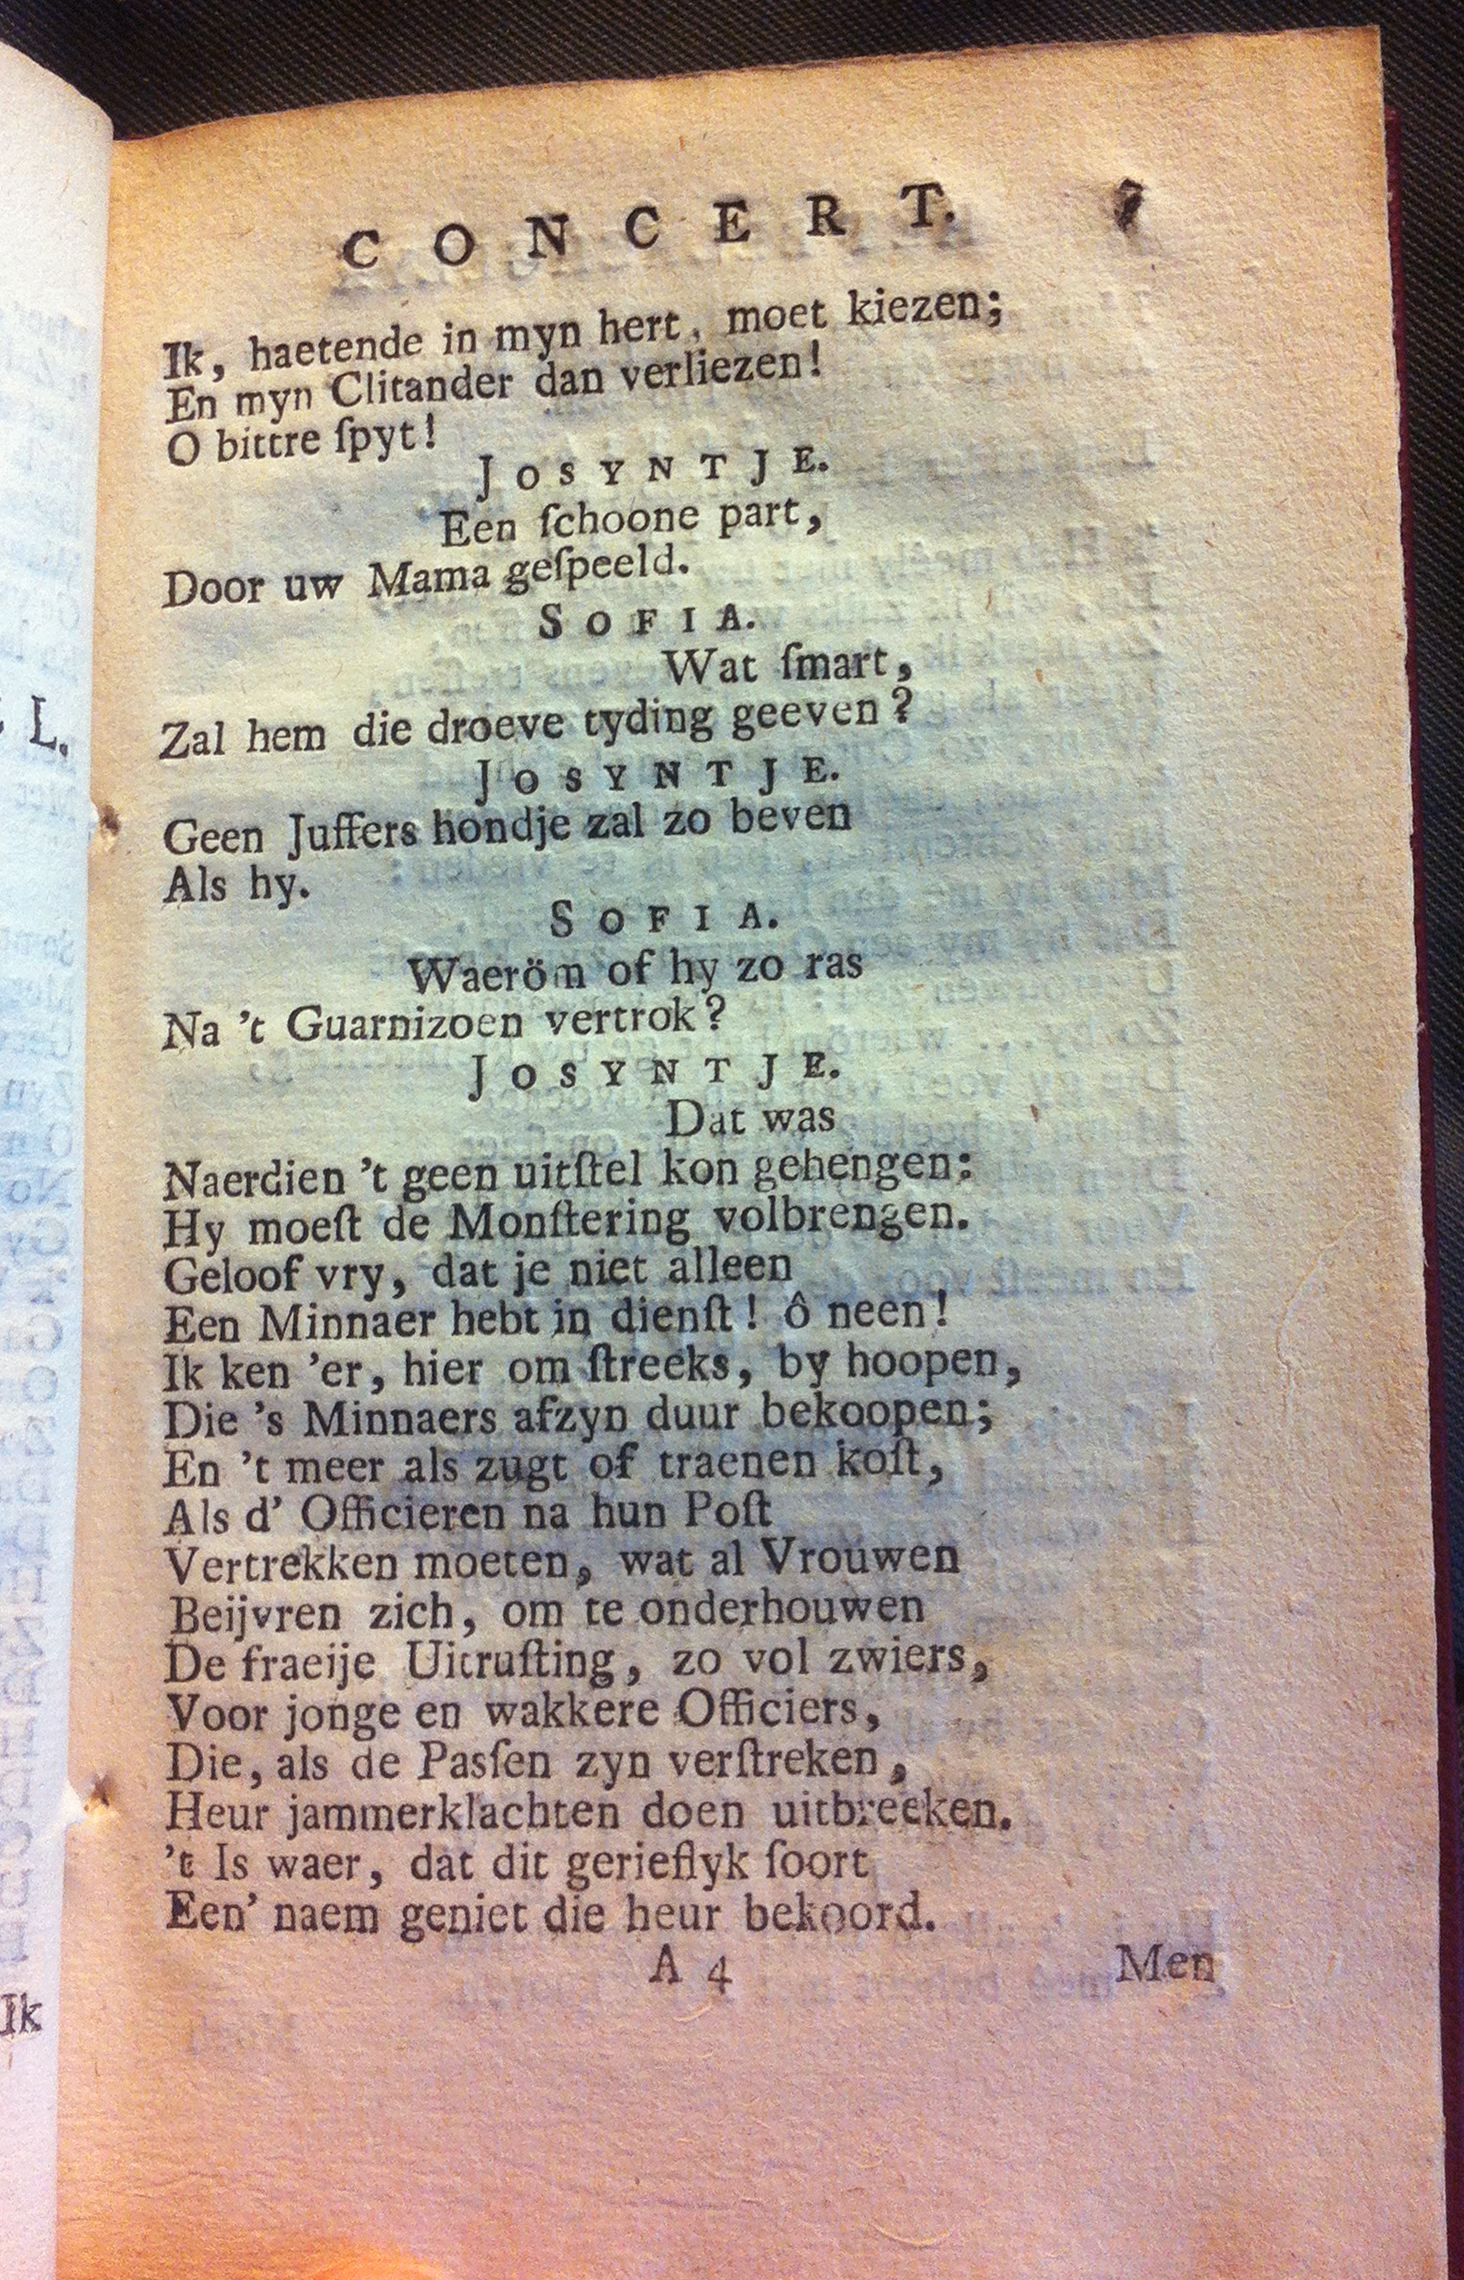 CONCERT. 7
Ik, haetende in myn hert, moet kiezen;
En myn Clitander dan verliezen!
O bittre ſpyt!
JOSYNTJE.
Een ſchoone part,
Door uw Mama geſpeeld.
SOFIA.
Wat ſmart,
Zal hem die droeve tyding geeven?
JOSYNTJE.
Geen Juffers hondje zal zo beven
Als hy.
SOFIA.
Waeröm of hy zo ras
Na 't Guarnizoen vertrok?
JOSYNTJE.
Dat was
Naerdien 't geen uitſtel kon gehengen:
Hy moeſt de Monſtering volbrengen.
Geloof vry, dat je niet alleen
Een Minnaer hebt in dienſt! ô neen!
Ik ken 'er, hier om ſtreeks, by hoopen,
Die 's Minnaers afzyn duur bekoopen;
En 't meer als zugt of traenen koſt,
Als d' Officieren na hun Poſt
Vertrekken moeten, wat al Vrouwen
Beijvren zich, om te onderhouwen
De fraeije Uitruſting, zo vol zwiers,
Voor jonge en wakkere Officiers,
Die, als de Pasſen zyn verſtreken,
Heur jammerklachten doen uitbreeken.
't Is waer, dat dit gerieflyk ſoort
Een' naem geniet die heur bekoord.
A 4 Men
L.
Ik